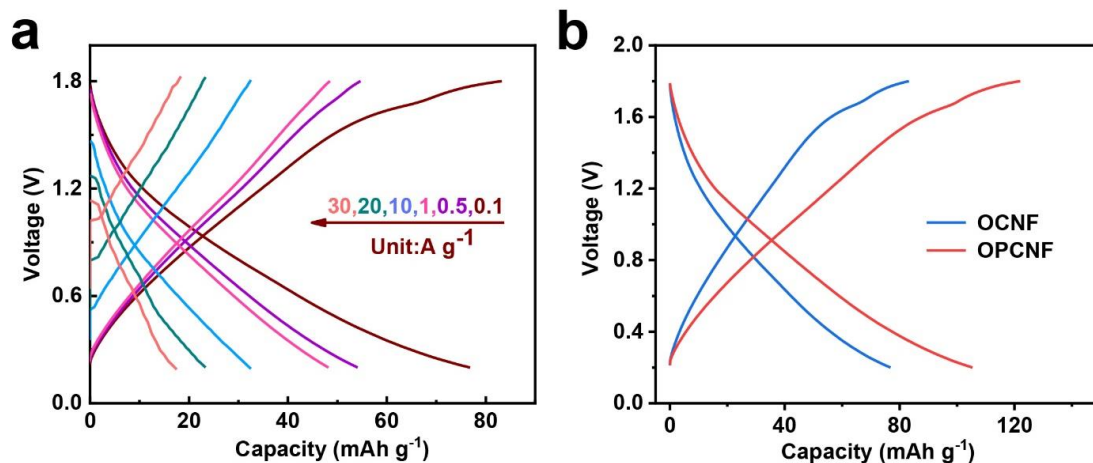 a
1.8
1.2
0.6
0.0
Voltage (V)
30,20,10,1,0.5,0.1
Unit:A g⁻¹
0 20 40 60 80
Capacity (mAh g⁻¹)
b
2.0
1.6
1.2
0.8
0.4
0.0
Voltage (V)
OCNF
OPCNF
0 40 80 120
Capacity (mAh g⁻¹)